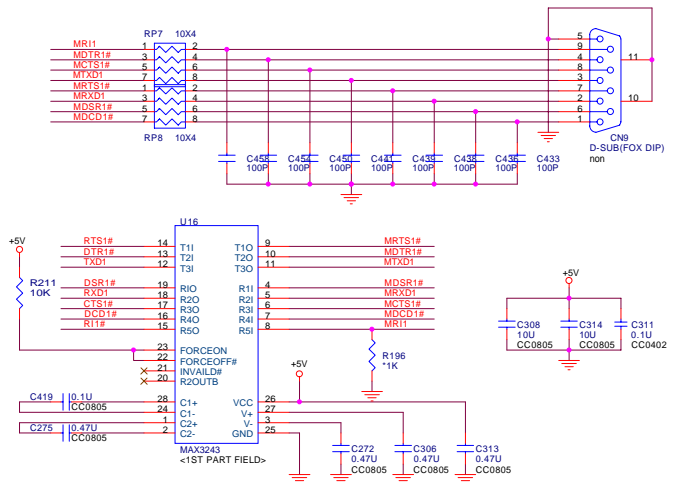 RP7 10X4
MRI1 1 2
MDTR1# 3 4
MCTS1# 5 6
MTXD1 7 8
MRTS1# 1 2
MRXD1 3 4
MDSR1# 5 6
MDCD1# 7 8
RP8 10X4
5
9
4
8
3
7
2
6
1
11
10
CN9
D-SUB(FOX DIP)
non
C458
100P
C454
100P
C450
100P
C441
100P
C439
100P
C438
100P
C436
100P
C433
100P
U16
+5V
R211
10K
RTS1# 14 T1I T1O 9 MRTS1#
DTR1# 13 T2I T2O 10 MDTR1#
TXD1 12 T3I T3O 11 MTXD1
DSR1# 19 RIO R1I 4 MDSR1#
RXD1 18 R2O R2I 5 MRXD1
CTS1# 17 R3O R3I 6 MCTS1#
DCD1# 16 R4O R4I 7 MDCD1#
RI1# 15 R5O R5I 8 MRI1
23 FORCEON
22 FORCEOFF#
21 INVAILD#
20 R2OUTB
R196
*1K
+5V
C419 0.1U
CC0805
C275 0.47U
CC0805
28 C1+ VCC 26
24 C1- V+ 27
1 C2+ V- 3
2 C2- GND 25
MAX3243
<1ST PART FIELD>
C272
0.47U
CC0805
C306
0.47U
CC0805
C313
0.47U
CC0805
+5V
C308
10U
CC0805
C314
10U
CC0805
C311
0.1U
CC0402